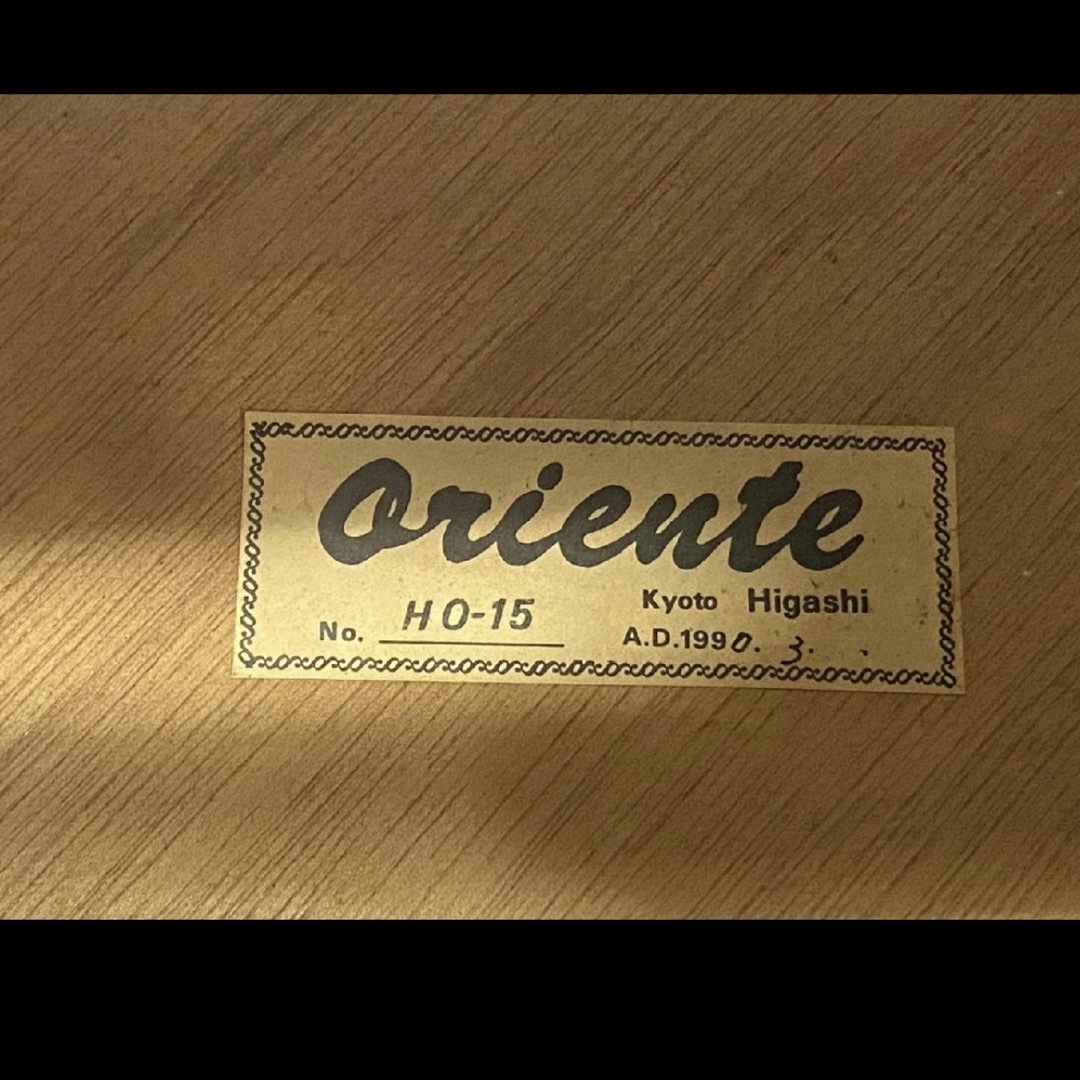 Oriente
Kyoto Higashi
No. HO-15
A.D.1990. 3.